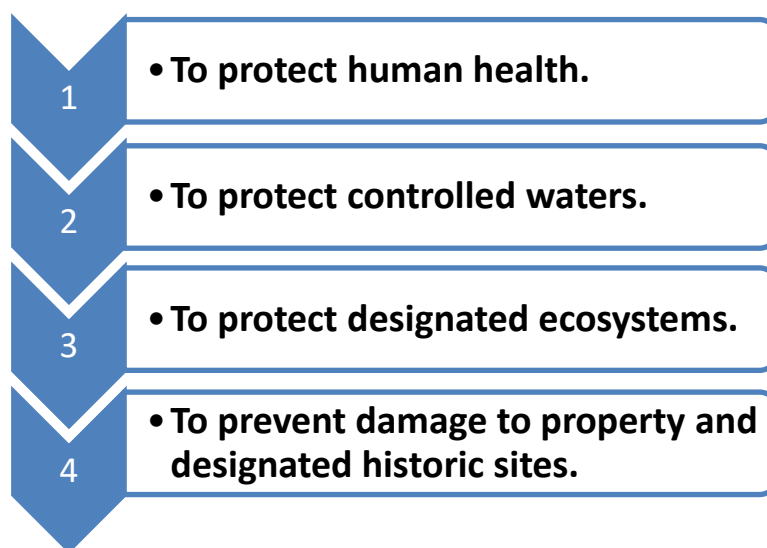 1
• To protect human health.
2
• To protect controlled waters.
3
• To protect designated ecosystems.
4
• To prevent damage to property and
designated historic sites.